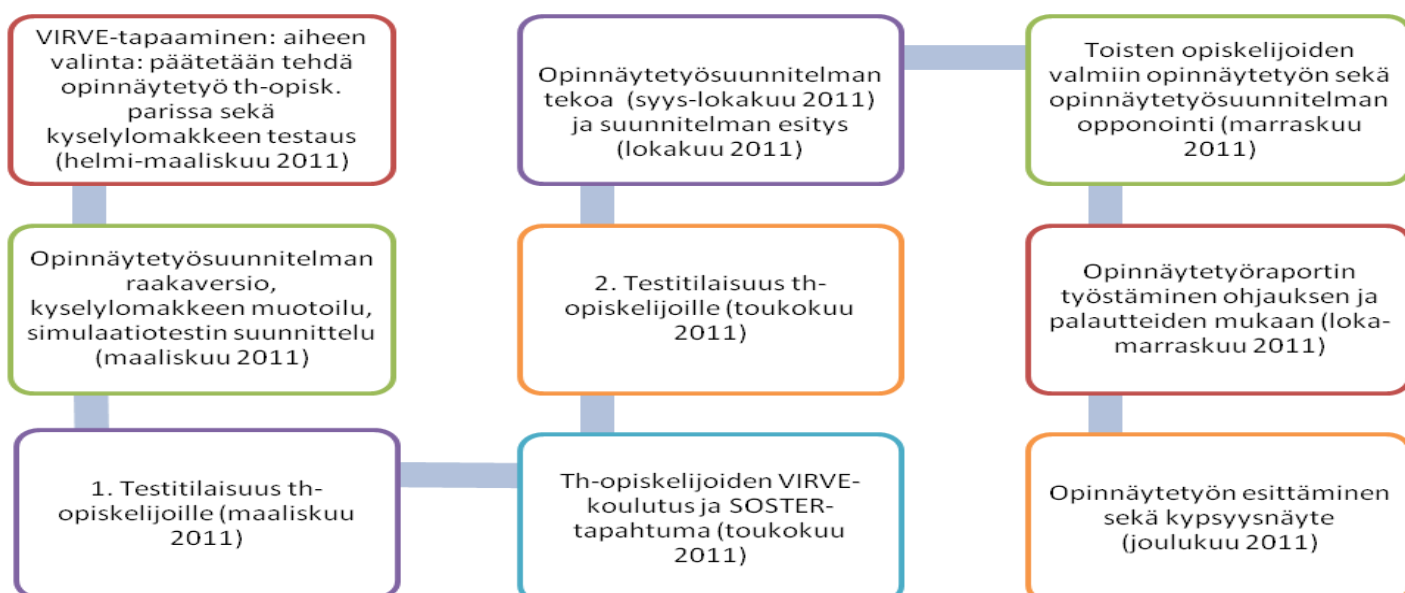 VIRVE-tapaaminen: aiheen
valinta: päätetään tehdä
opinnäytetyö th-opisk.
parissa sekä
kyselylomakkeen testaus
(helmi-maaliskuu 2011)
Opinnäytetyösuunnitelman
raakaversio,
kyselylomakkeen muotoilu,
simulaatiotestin suunnittelu
(maaliskuu 2011)
1. Testitilaisuus th-
opiskelijoille (maaliskuu
2011)
Th-opiskelijoiden VIRVE-
koulutus ja SOSTER-
tapahtuma (toukokuu
2011)
2. Testitilaisuus th-
opiskelijoille (toukokuu
2011)
Opinnäytetyösuunnitelman
tekoa (syys-lokakuu 2011)
ja suunnitelman esitys
(lokakuu 2011)
Toisten opiskelijoiden
valmiin opinnäytetyön sekä
opinnäytetyösuunnitelman
opponointi (marraskuu
2011)
Opinnäytetyöraportin
työstäminen ohjauksen ja
palautteiden mukaan (loka-
marraskuu 2011)
Opinnäytetyön esittäminen
sekä kypsyysnäyte
(joulukuu 2011)